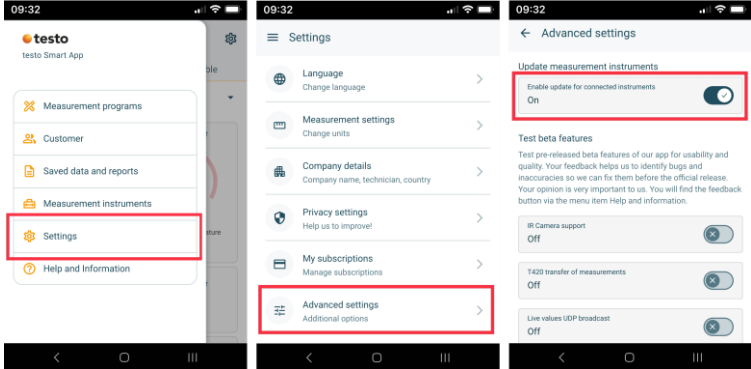 09:32
testo
testo Smart App
ble
Measurement programs
Customer
Saved data and reports
Measurement instruments
Settings
ature
Help and Information
09:32
Settings
Language
Change language
Measurement settings
Change units
Company details
Company name, technician, country
Privacy settings
Help us to improve!
My subscriptions
Manage subscriptions
Advanced settings
Additional options
09:32
Advanced settings
Update measurement instruments
Enable update for connected instruments
On
Test beta features
Test pre-released beta features of our app for usability and
quality. Your feedback helps us to identify bugs and
inaccuracies so we can fix them before the official release.
Your opinion is very important to us. You will find the feedback
button via the menu item Help and information.
IR Camera support
Off
T420 transfer of measurements
Off
Live values UDP broadcast
Off